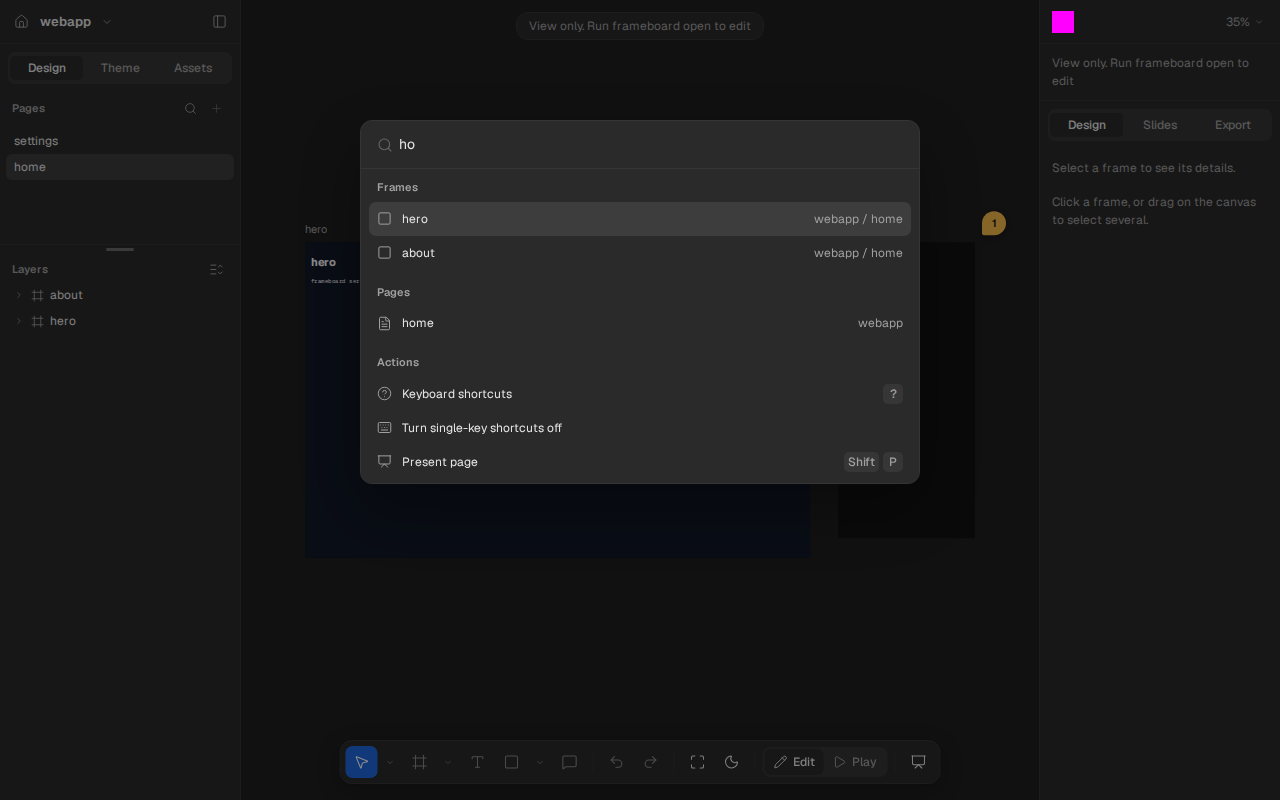 webapp
Design Theme Assets
Pages
settings
home
Layers
about
hero
View only. Run frameboard open to edit
hero
hero
1
ho
Frames
hero webapp / home
about webapp / home
Pages
home webapp
Actions
Keyboard shortcuts ?
Turn single-key shortcuts off
Present page Shift P
Edit Play
35%
View only. Run frameboard open to
edit
Design Slides Export
Select a frame to see its details.
Click a frame, or drag on the canvas
to select several.